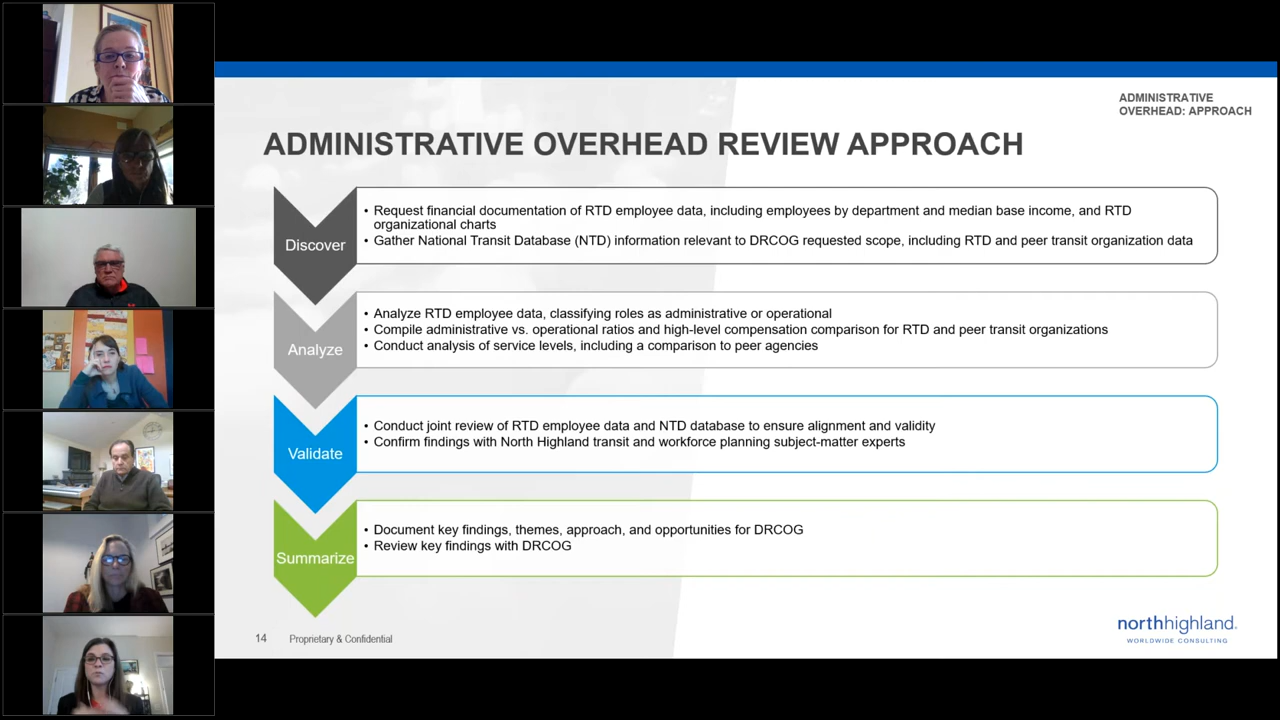 ADMINISTRATIVE
OVERHEAD: APPROACH
ADMINISTRATIVE OVERHEAD REVIEW APPROACH
Discover
• Request financial documentation of RTD employee data, including employees by department and median base income, and RTD
organizational charts
• Gather National Transit Database (NTD) information relevant to DRCOG requested scope, including RTD and peer transit organization data
Analyze
• Analyze RTD employee data, classifying roles as administrative or operational
• Compile administrative vs. operational ratios and high-level compensation comparison for RTD and peer transit organizations
• Conduct analysis of service levels, including a comparison to peer agencies
Validate
• Conduct joint review of RTD employee data and NTD database to ensure alignment and validity
• Confirm findings with North Highland transit and workforce planning subject-matter experts
Summarize
• Document key findings, themes, approach, and opportunities for DRCOG
• Review key findings with DRCOG
14 Proprietary & Confidential
northhighland.
WORLDWIDE CONSULTING